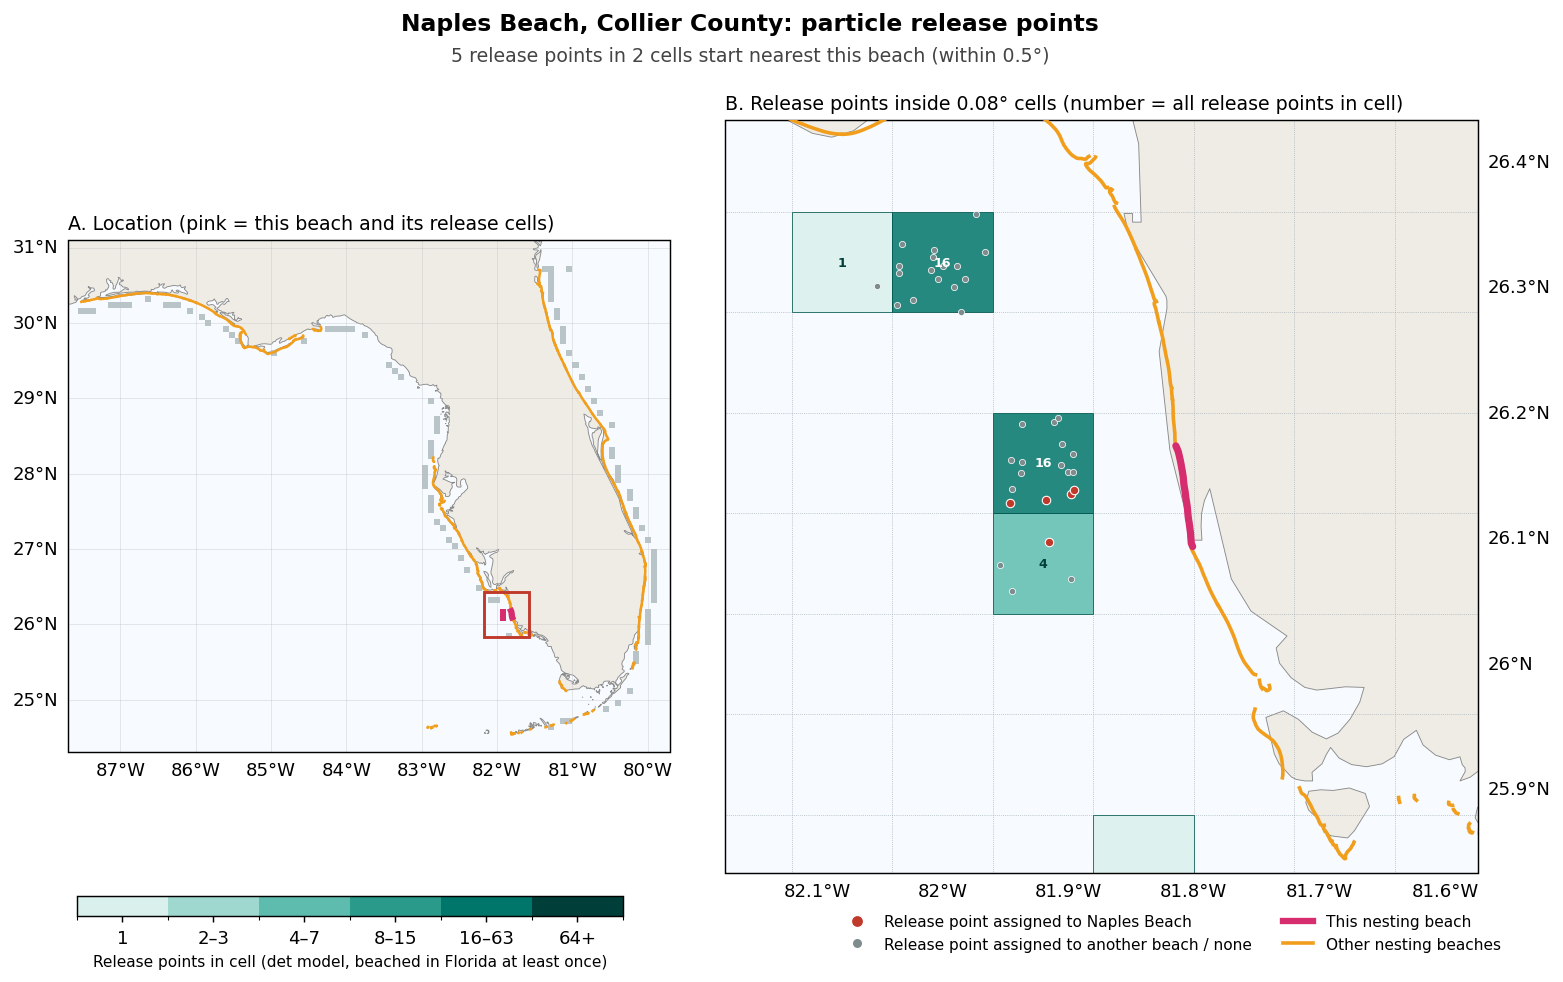 Naples Beach, Collier County: particle release points
5 release points in 2 cells start nearest this beach (within 0.5°)
A. Location (pink = this beach and its release cells)
31°N
30°N
29°N
28°N
27°N
26°N
25°N
87°W 86°W 85°W 84°W 83°W 82°W 81°W 80°W
B. Release points inside 0.08° cells (number = all release points in cell)
1
16
16
4
26.4°N
26.3°N
26.2°N
26.1°N
26°N
25.9°N
82.1°W 82°W 81.9°W 81.8°W 81.7°W 81.6°W
1 2–3 4–7 8–15 16–63 64+
Release points in cell (det model, beached in Florida at least once)
Release point assigned to Naples Beach
Release point assigned to another beach / none
This nesting beach
Other nesting beaches